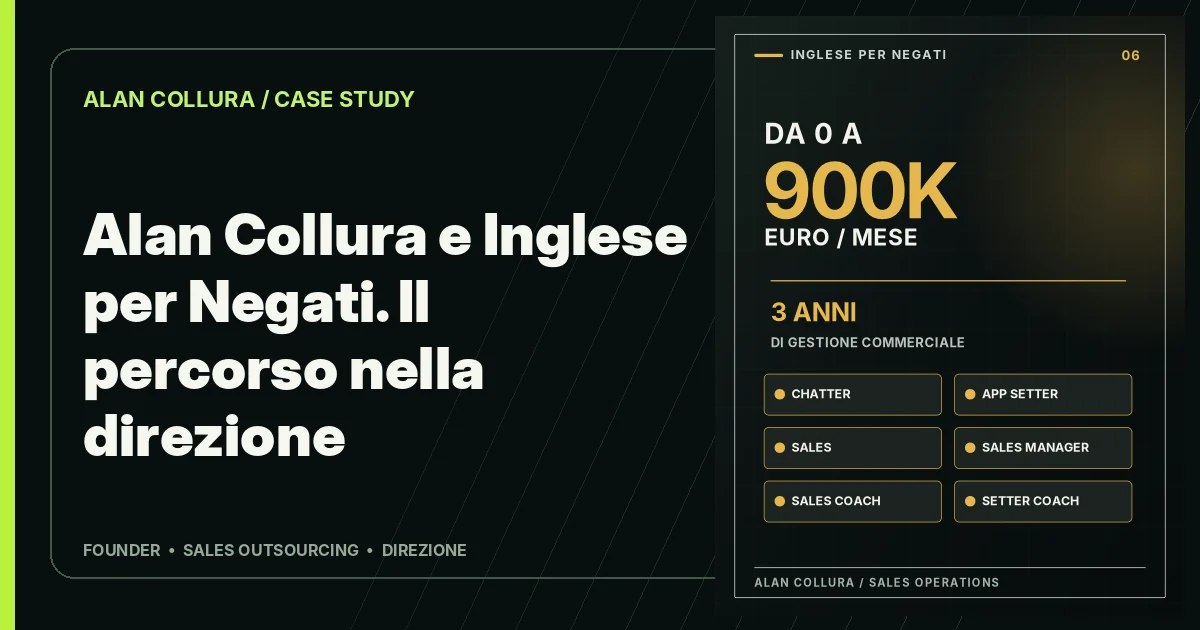 ALAN COLLURA / CASE STUDY
Alan Collura e Inglese
per Negati. Il
percorso nella
direzione
FOUNDER • SALES OUTSOURCING • DIREZIONE
INGLESE PER NEGATI
06
DA 0 A
900K
EURO / MESE
3 ANNI
DI GESTIONE COMMERCIALE
CHATTER
APP SETTER
SALES
SALES MANAGER
SALES COACH
SETTER COACH
ALAN COLLURA / SALES OPERATIONS